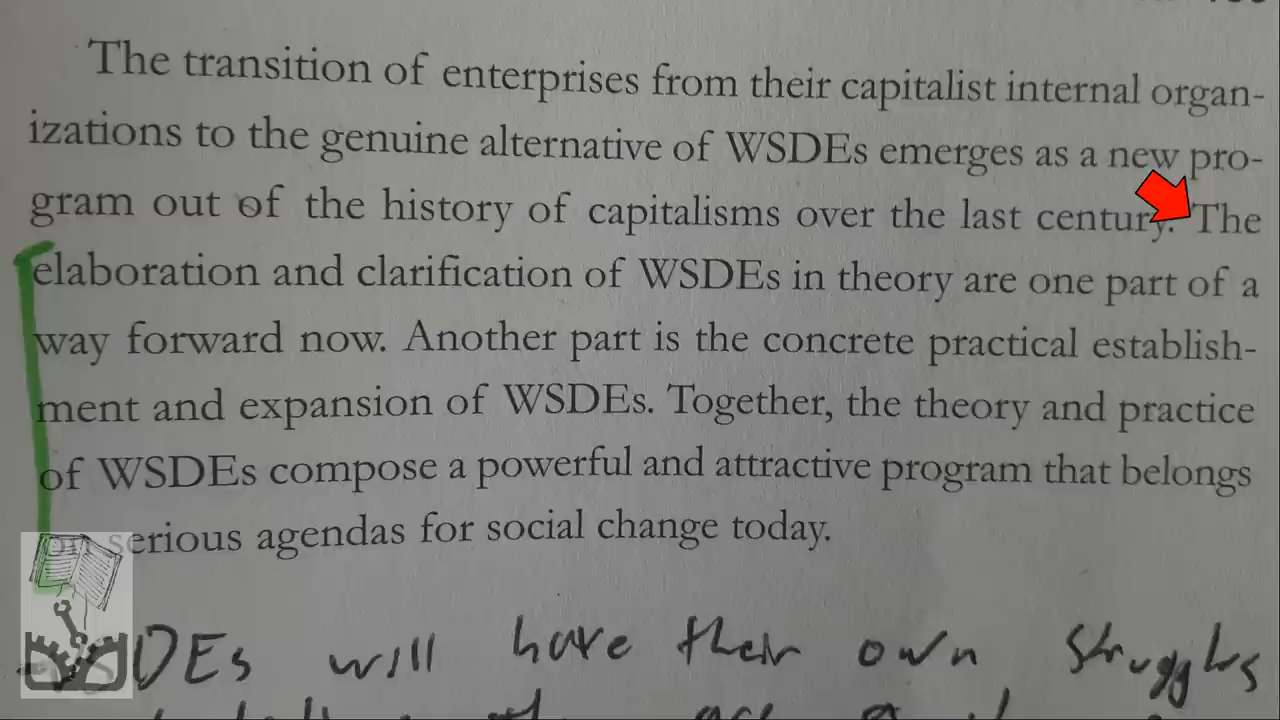 The transition of enterprises from their capitalist internal organ-
izations to the genuine alternative of WSDEs emerges as a new pro-
gram out of the history of capitalisms over the last century. The
elaboration and clarification of WSDEs in theory are one part of a
way forward now. Another part is the concrete practical establish-
ment and expansion of WSDEs. Together, the theory and practice
of WSDEs compose a powerful and attractive program that belongs
on serious agendas for social change today.
WSDEs will have their own struggles